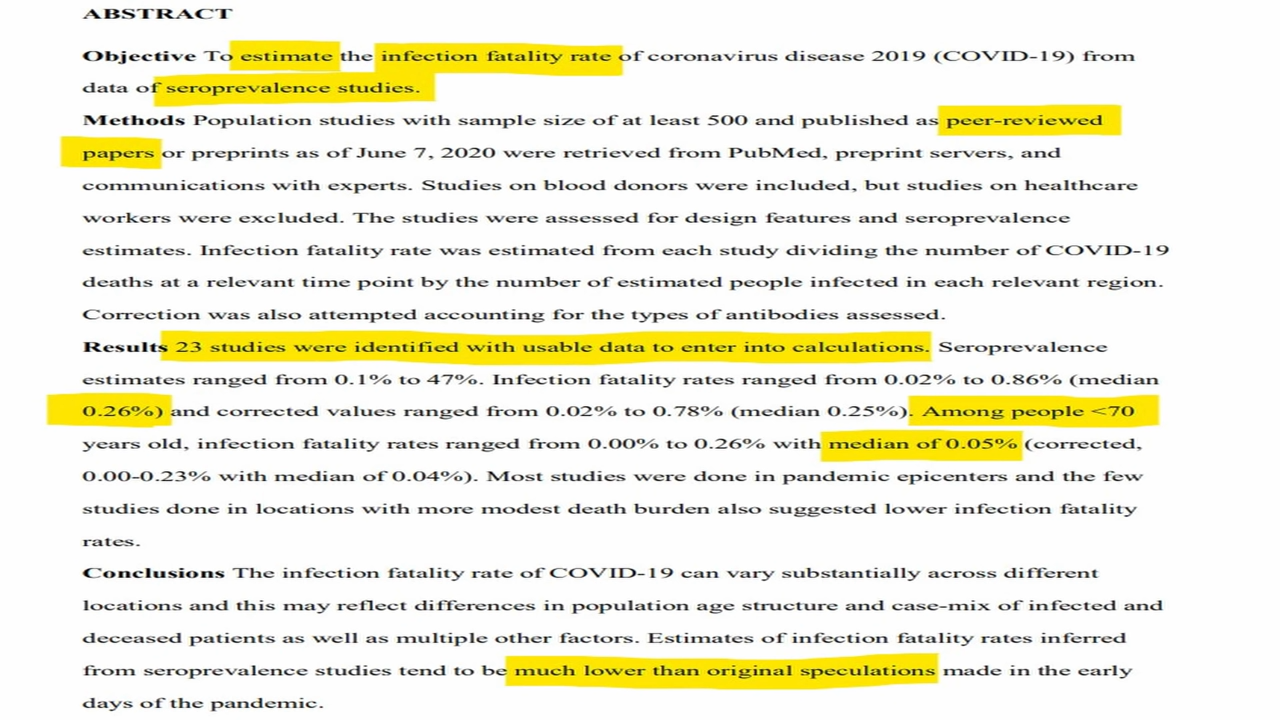 ABSTRACT
Objective To estimate the infection fatality rate of coronavirus disease 2019 (COVID-19) from
data of seroprevalence studies.
Methods Population studies with sample size of at least 500 and published as peer-reviewed
papers or preprints as of June 7, 2020 were retrieved from PubMed, preprint servers, and
communications with experts. Studies on blood donors were included, but studies on healthcare
workers were excluded. The studies were assessed for design features and seroprevalence
estimates. Infection fatality rate was estimated from each study dividing the number of COVID-19
deaths at a relevant time point by the number of estimated people infected in each relevant region.
Correction was also attempted accounting for the types of antibodies assessed.
Results 23 studies were identified with usable data to enter into calculations. Seroprevalence
estimates ranged from 0.1% to 47%. Infection fatality rates ranged from 0.02% to 0.86% (median
0.26%) and corrected values ranged from 0.02% to 0.78% (median 0.25%). Among people <70
years old, infection fatality rates ranged from 0.00% to 0.26% with median of 0.05% (corrected,
0.00-0.23% with median of 0.04%). Most studies were done in pandemic epicenters and the few
studies done in locations with more modest death burden also suggested lower infection fatality
rates.
Conclusions The infection fatality rate of COVID-19 can vary substantially across different
locations and this may reflect differences in population age structure and case-mix of infected and
deceased patients as well as multiple other factors. Estimates of infection fatality rates inferred
from seroprevalence studies tend to be much lower than original speculations made in the early
days of the pandemic.